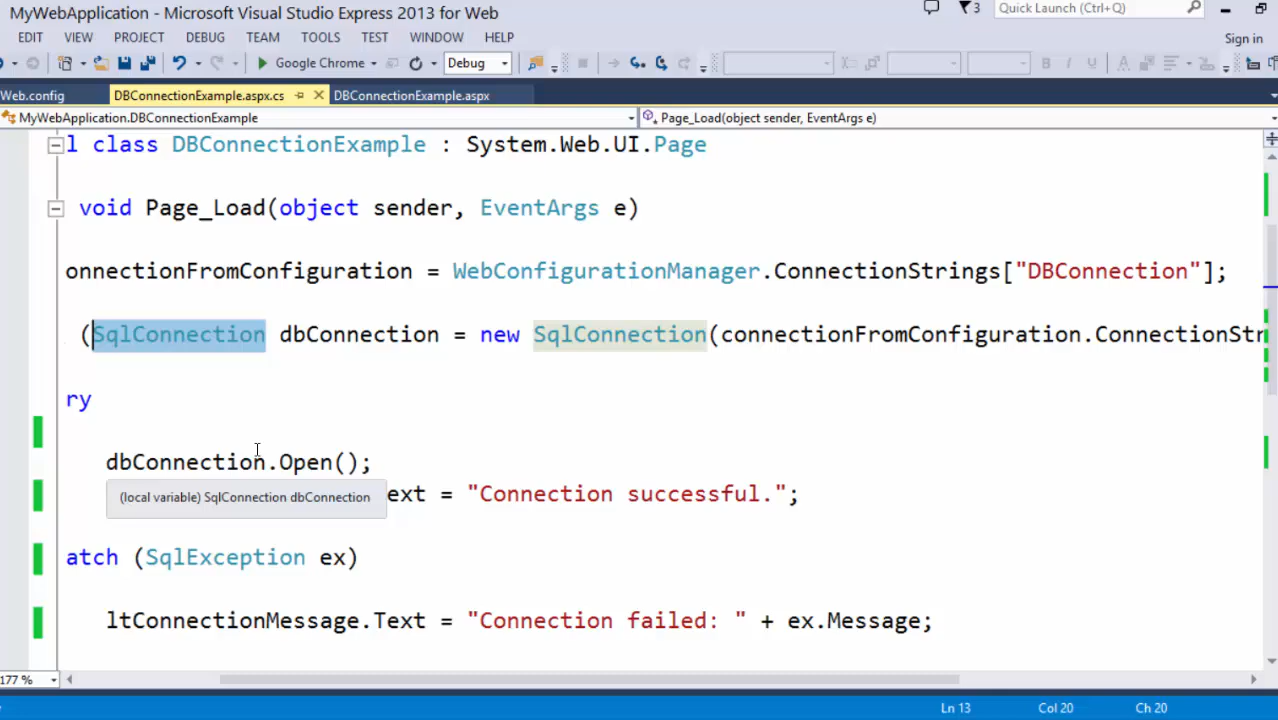 MyWebApplication - Microsoft Visual Studio Express 2013 for Web
3
Quick Launch (Ctrl+Q)
EDIT VIEW PROJECT DEBUG TEAM TOOLS TEST WINDOW HELP
Sign in
Google Chrome
Debug
Web.config DBConnectionExample.aspx.cs DBConnectionExample.aspx
MyWebApplication.DBConnectionExample
Page_Load(object sender, EventArgs e)
l class DBConnectionExample : System.Web.UI.Page
void Page_Load(object sender, EventArgs e)
onnectionFromConfiguration = WebConfigurationManager.ConnectionStrings["DBConnection"];
(SqlConnection dbConnection = new SqlConnection(connectionFromConfiguration.ConnectionStr
ry
dbConnection.Open();
(local variable) SqlConnection dbConnection
ext = "Connection successful.";
atch (SqlException ex)
ltConnectionMessage.Text = "Connection failed: " + ex.Message;
177 %
Ln 13 Col 20 Ch 20